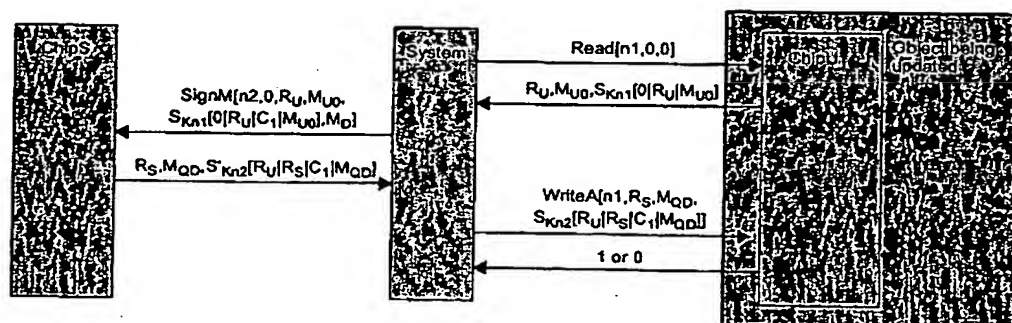 ChipS
System
ChipU
Object being
updated
Read[n1,0,0]
R_U,M_U0,S_Kn1[0|R_U|M_U0]
SignM[n2,0,R_U,M_U0,
S_Kn1[0|R_U|C_1|M_U0],M_D]
R_S,M_QD,S_Kn2[R_U|R_S|C_1|M_QD]
WriteA[n1,R_S,M_QD,
S_Kn2[R_U|R_S|C_1|M_QD]]
1 or 0